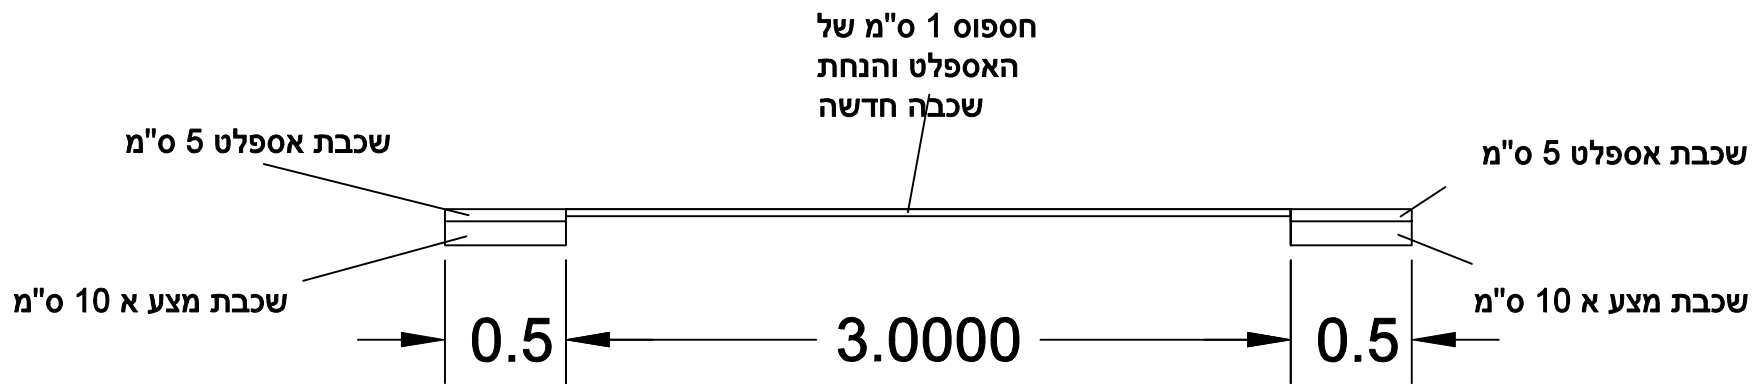 חספוס 1 ס"מ של
האספלט והנחת
שכבה חדשה
שכבת אספלט 5 ס"מ
שכבת אספלט 5 ס"מ
שכבת מצע א 10 ס"מ
שכבת מצע א 10 ס"מ
0.5
3.0000
0.5